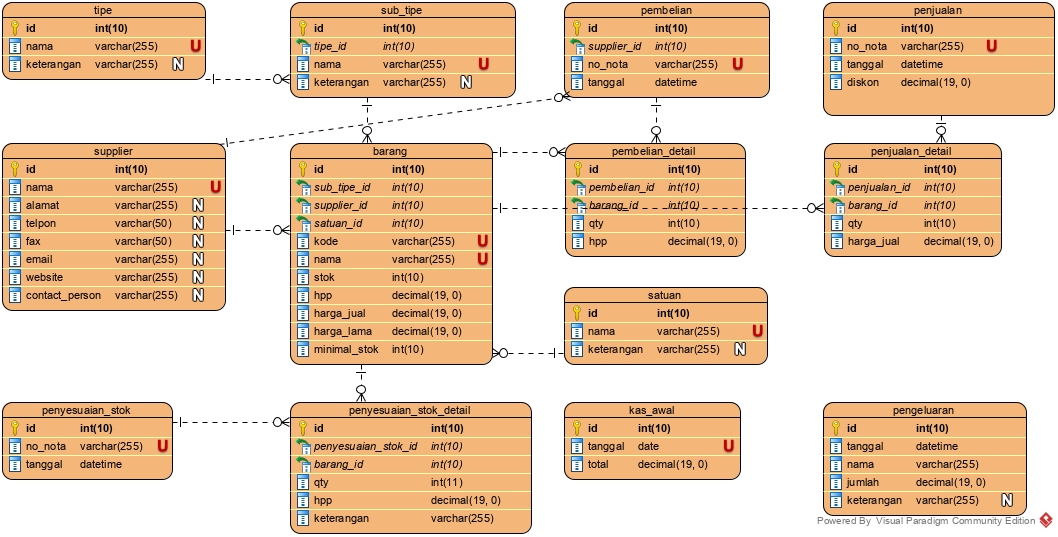 tipe
id int(10)
nama varchar(255) U
keterangan varchar(255) N
sub_tipe
id int(10)
tipe_id int(10)
nama varchar(255) U
keterangan varchar(255) N
pembelian
id int(10)
supplier_id int(10)
no_nota varchar(255) U
tanggal datetime
penjualan
id int(10)
no_nota varchar(255) U
tanggal datetime
diskon decimal(19, 0)
supplier
id int(10)
nama varchar(255) U
alamat varchar(255) N
telpon varchar(50) N
fax varchar(50) N
email varchar(255) N
website varchar(255) N
contact_person varchar(255) N
barang
id int(10)
sub_tipe_id int(10)
supplier_id int(10)
satuan_id int(10)
kode varchar(255) U
nama varchar(255) U
stok int(10)
hpp decimal(19, 0)
harga_jual decimal(19, 0)
harga_lama decimal(19, 0)
minimal_stok int(10)
pembelian_detail
id int(10)
pembelian_id int(10)
barang_id int(10)
qty int(10)
hpp decimal(19, 0)
penjualan_detail
id int(10)
penjualan_id int(10)
barang_id int(10)
qty int(10)
harga_jual decimal(19, 0)
satuan
id int(10)
nama varchar(255) U
keterangan varchar(255) N
penyesuaian_stok
id int(10)
no_nota varchar(255) U
tanggal datetime
penyesuaian_stok_detail
id int(10)
penyesuaian_stok_id int(10)
barang_id int(10)
qty int(11)
hpp decimal(19, 0)
keterangan varchar(255)
kas_awal
id int(10)
tanggal date U
total decimal(19, 0)
pengeluaran
id int(10)
tanggal datetime
nama varchar(255)
jumlah decimal(19, 0)
keterangan varchar(255) N
Powered By Visual Paradigm Community Edition